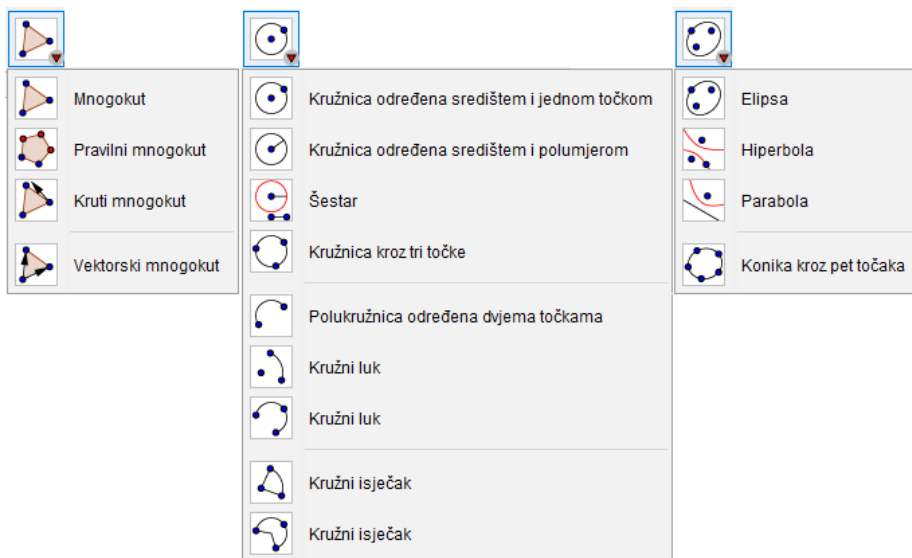 Mnogokut
Pravilni mnogokut
Kruti mnogokut
Vektorski mnogokut
Kružnica određena središtem i jednom točkom
Kružnica određena središtem i polumjerom
Šestar
Kružnica kroz tri točke
Polukružnica određena dvjema točkama
Kružni luk
Kružni luk
Kružni isječak
Kružni isječak
Elipsa
Hiperbola
Parabola
Konika kroz pet točaka